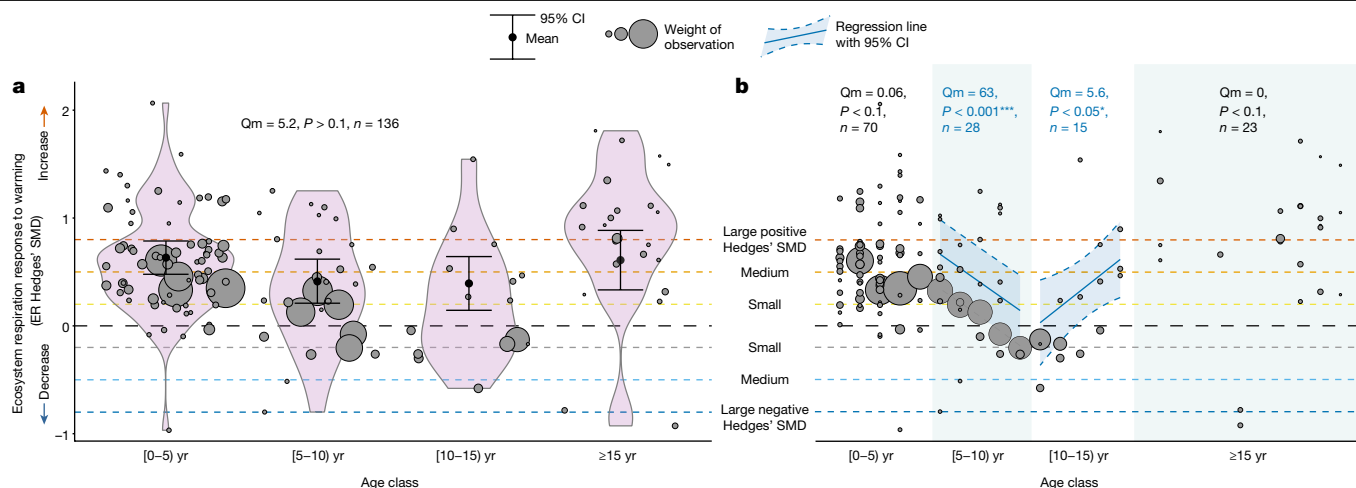 95% CI
Mean
Weight of
observation
Regression line
with 95% CI
a
Ecosystem respiration response to warming
(ER Hedges' SMD)
Increase
Decrease
2
1
0
−1
Qm = 5.2, P > 0.1, n = 136
[0–5) yr
[5–10) yr
[10–15) yr
≥15 yr
Age class
b
Qm = 0.06,
P < 0.1,
n = 70
Qm = 63,
P < 0.001***,
n = 28
Qm = 5.6,
P < 0.05*,
n = 15
Qm = 0,
P < 0.1,
n = 23
Large positive
Hedges' SMD
Medium
Small
Small
Medium
Large negative
Hedges' SMD
[0–5) yr
[5–10) yr
[10–15) yr
≥15 yr
Age class